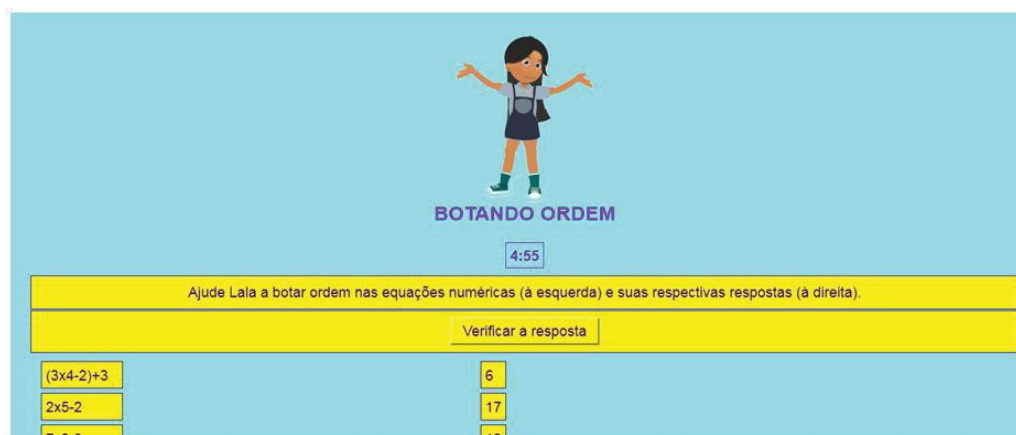 BOTANDO ORDEM
4:55
Ajude Lala a botar ordem nas equações numéricas (à esquerda) e suas respectivas respostas (à direita).
Verificar a resposta
(3x4-2)+3 6
2x5-2 17